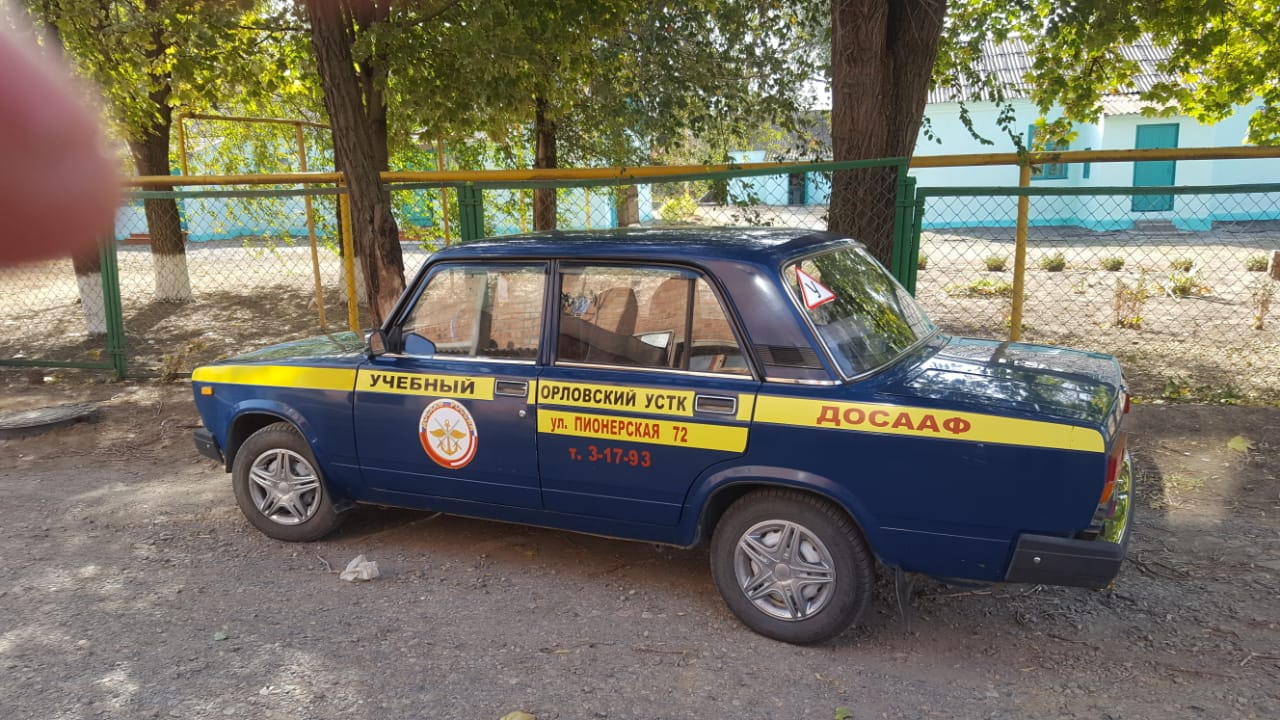 УЧЕБНЫЙ
ОРЛОВСКИЙ УСТК
ул. ПИОНЕРСКАЯ 72
т. 3-17-93
ДОСААФ
У